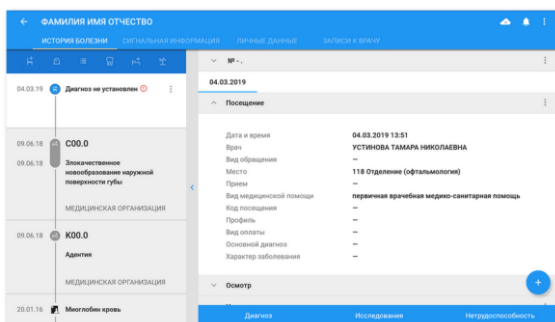 ФАМИЛИЯ ИМЯ ОТЧЕСТВО
ИСТОРИЯ БОЛЕЗНИ СИГНАЛЬНАЯ ИНФОРМАЦИЯ ЛИЧНЫЕ ДАННЫЕ ЗАПИСИ К ВРАЧУ
04.03.19 Диагноз не установлен
09.06.18 C00.0
09.06.18 Злокачественное
новообразование наружной
поверхности губы
МЕДИЦИНСКАЯ ОРГАНИЗАЦИЯ
09.06.18 K00.0
Адентия
МЕДИЦИНСКАЯ ОРГАНИЗАЦИЯ
20.01.16 Миоглобин кровь
№ - .
04.03.2019
Посещение
Дата и время 04.03.2019 13:51
Врач УСТИНОВА ТАМАРА НИКОЛАЕВНА
Вид обращения –
Место 118 Отделение (офтальмология)
Прием –
Вид медицинской помощи первичная врачебная медико-санитарная помощь
Код посещения –
Профиль –
Вид оплаты –
Основной диагноз –
Характер заболевания –
Осмотр
Диагноз Исследования Нетрудоспособность